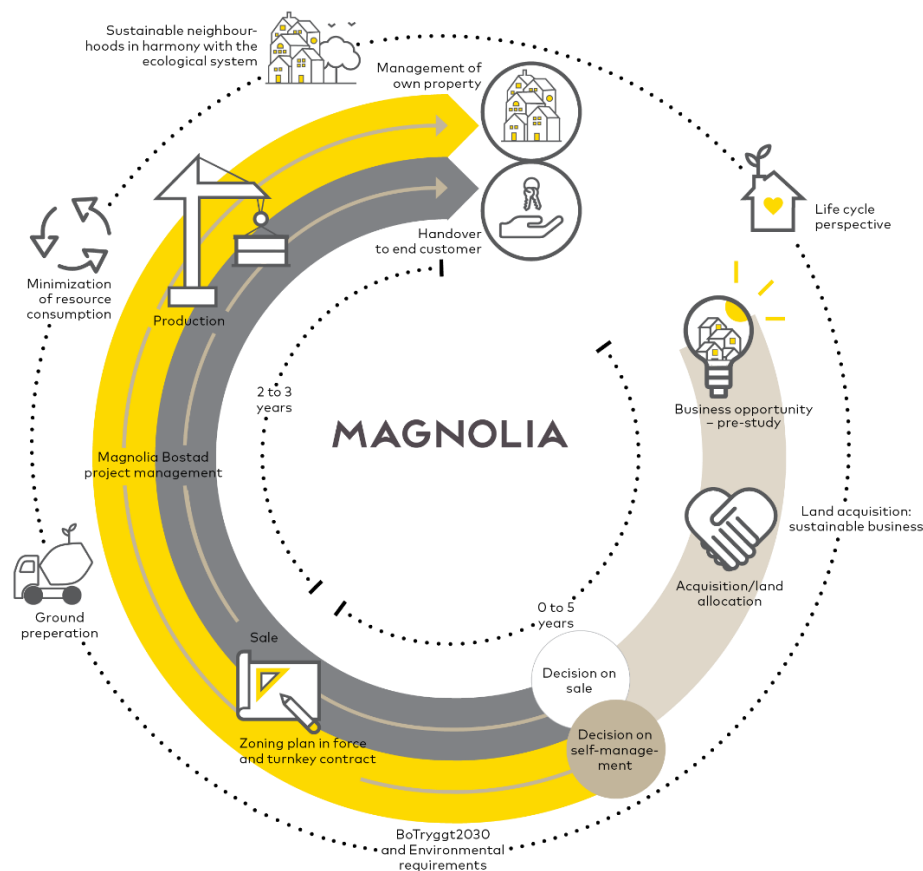 Sustainable neighbour-
hoods in harmony with the
ecological system
Management of
own property
Handover
to end customer
Life cycle
perspective
Minimization
of resource
consumption
Production
Business opportunity
– pre-study
2 to 3
years
MAGNOLIA
Magnolia Bostad
project management
Land acquisition:
sustainable business
Acquisition/land
allocation
Ground
preperation
0 to 5
years
Sale
Decision on
sale
Decision on
self-manage-
ment
Zoning plan in force
and turnkey contract
BoTryggt2030
and Environmental
requirements